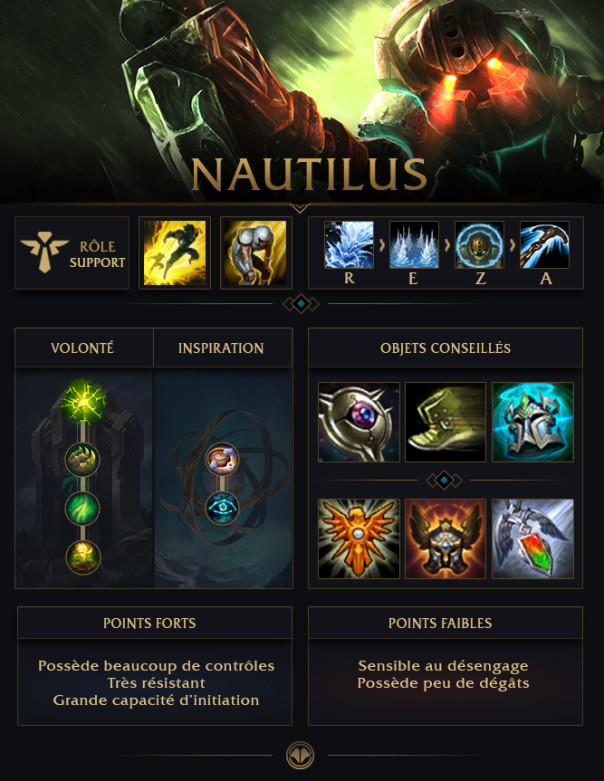 NAUTILUS
RÔLE
SUPPORT
R
E
Z
A
VOLONTÉ
INSPIRATION
OBJETS CONSEILLÉS
POINTS FORTS
POINTS FAIBLES
Possède beaucoup de contrôles
Très résistant
Grande capacité d'initiation
Sensible au désengage
Possède peu de dégâts